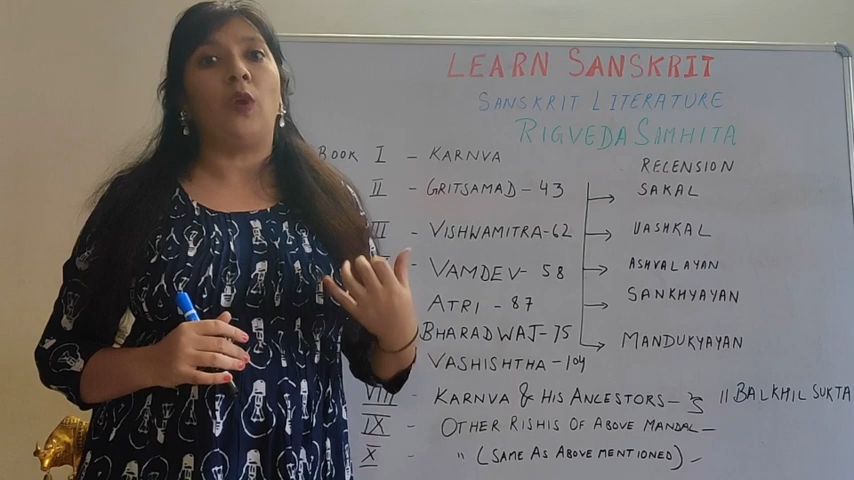 LEARN SANSKRIT
SANSKRIT LITERATURE
RIGVEDA SAMHITA
BOOK I - KARNVA
II - GRITSAMAD - 43
III - VISHWAMITRA - 62
VAMDEV - 58
ATRI - 87
BHARADWAJ - 75
VASHISHTHA - 104
VIII - KARNVA & HIS ANCESTORS - 11 BALKHIL SUKTA
IX - OTHER RISHIS OF ABOVE MANDAL -
X - " (SAME AS ABOVE MENTIONED) -
RECENSION
SAKAL
VASHKAL
ASHVALAYAN
SANKHYAYAN
MANDUKYAYAN